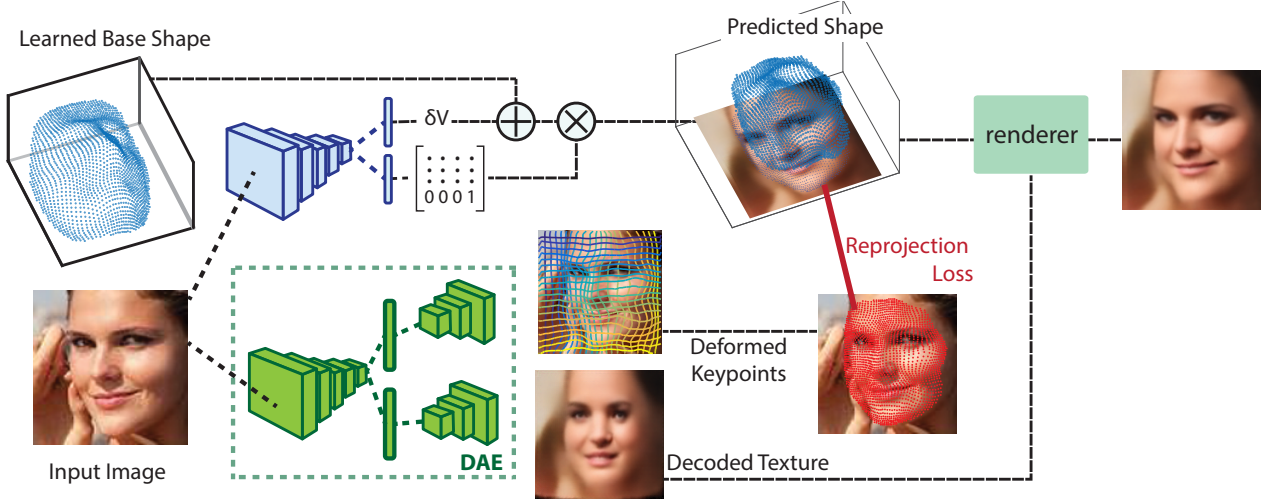 Learned Base Shape
Predicted Shape
δV
0 0 0 1
renderer
Reprojection
Loss
Deformed
Keypoints
DAE
Input Image
Decoded Texture